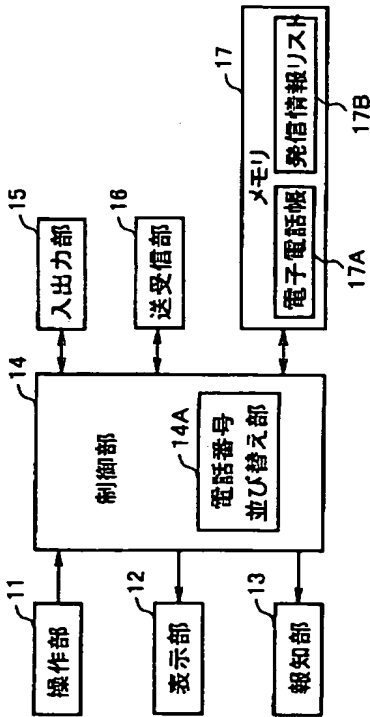 11
操作部
12
表示部
13
報知部
14
制御部
14A
電話番号
並び替え部
15
入出力部
16
送受信部
17
メモリ
電子電話帳
17A
発信情報リスト
17B